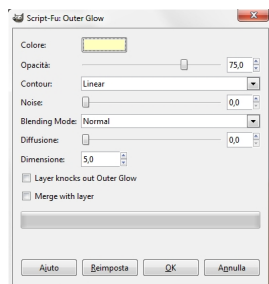 Script-Fu: Outer Glow
Colore:
Opacità: 75,0
Contour: Linear
Noise: 0,0
Blending Mode: Normal
Diffusione: 0,0
Dimensione: 5,0
Layer knocks out Outer Glow
Merge with layer
Aiuto Reimposta OK Annulla